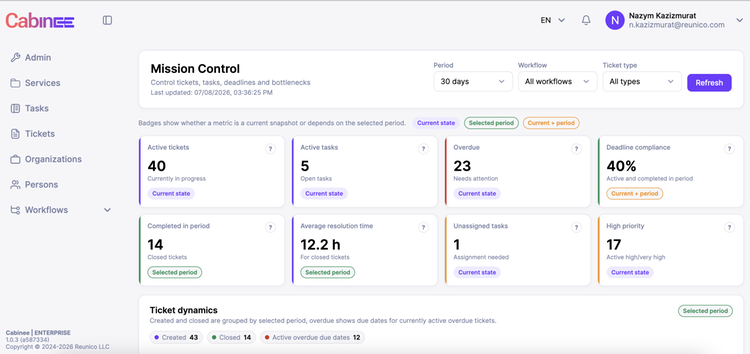 Cabinee
EN
N
Nazym Kazizmurat
n.kazizmurat@reunico.com
Admin
Services
Tasks
Tickets
Organizations
Persons
Workflows
Mission Control
Control tickets, tasks, deadlines and bottlenecks
Last updated: 07/08/2026, 03:36:25 PM
Period
30 days
Workflow
All workflows
Ticket type
All types
Refresh
Badges show whether a metric is a current snapshot or depends on the selected period.
Current state
Selected period
Current + period
Active tickets
?
40
Currently in progress
Current state
Active tasks
?
5
Open tasks
Current state
Overdue
?
23
Needs attention
Current state
Deadline compliance
?
40%
Active and completed in period
Current + period
Completed in period
?
14
Closed tickets
Selected period
Average resolution time
?
12.2 h
For closed tickets
Selected period
Unassigned tasks
?
1
Assignment needed
Current state
High priority
?
17
Active high/very high
Current state
Ticket dynamics
Selected period
Created and closed are grouped by selected period, overdue shows due dates for currently active overdue tickets.
Created 43
Closed 14
Active overdue due dates 12
Cabinee | ENTERPRISE
1.0.3 (a587334)
Copyright © 2024-2026 Reunico LLC